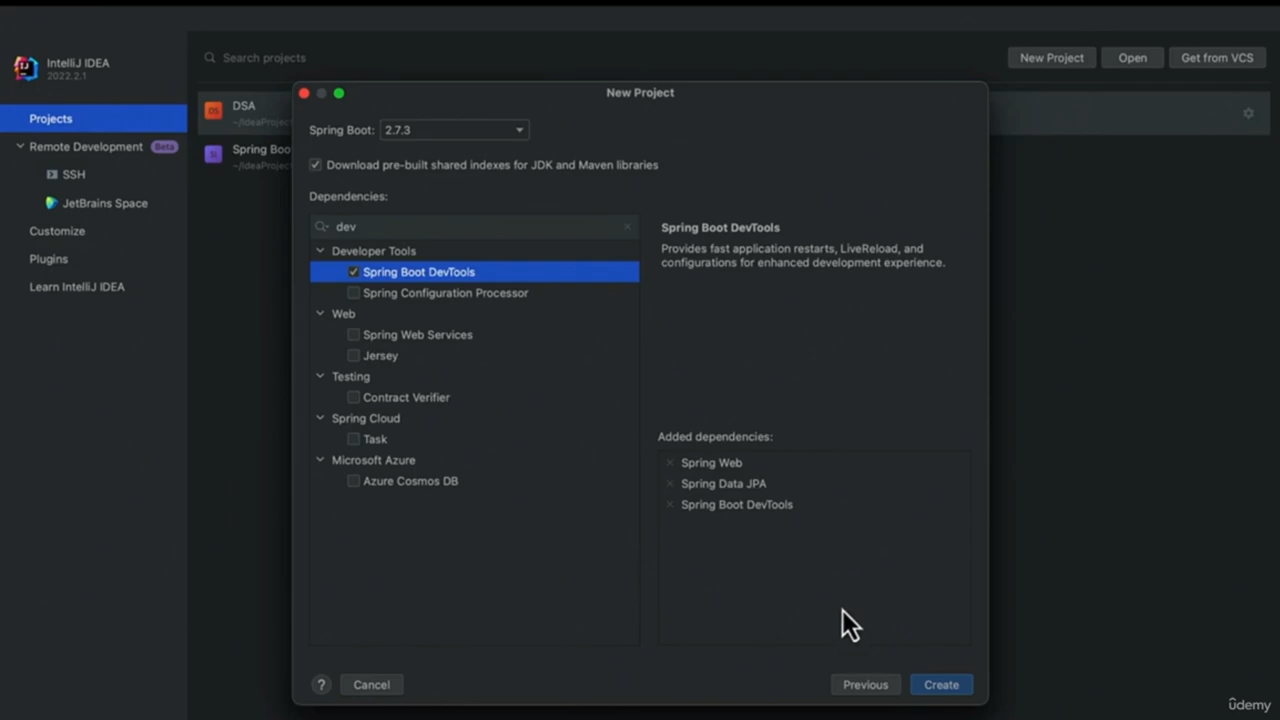 IntelliJ IDEA
2022.2.1
Search projects
New Project
Open
Get from VCS
Projects
Remote Development Beta
SSH
JetBrains Space
Customize
Plugins
Learn IntelliJ IDEA
DS
DSA
~/IdeaProject
SI
Spring Boo
~/IdeaProject
New Project
Spring Boot: 2.7.3
Download pre-built shared indexes for JDK and Maven libraries
Dependencies:
dev
Developer Tools
Spring Boot DevTools
Spring Configuration Processor
Web
Spring Web Services
Jersey
Testing
Contract Verifier
Spring Cloud
Task
Microsoft Azure
Azure Cosmos DB
Spring Boot DevTools
Provides fast application restarts, LiveReload, and
configurations for enhanced development experience.
Added dependencies:
Spring Web
Spring Data JPA
Spring Boot DevTools
?
Cancel
Previous
Create
ûdemy